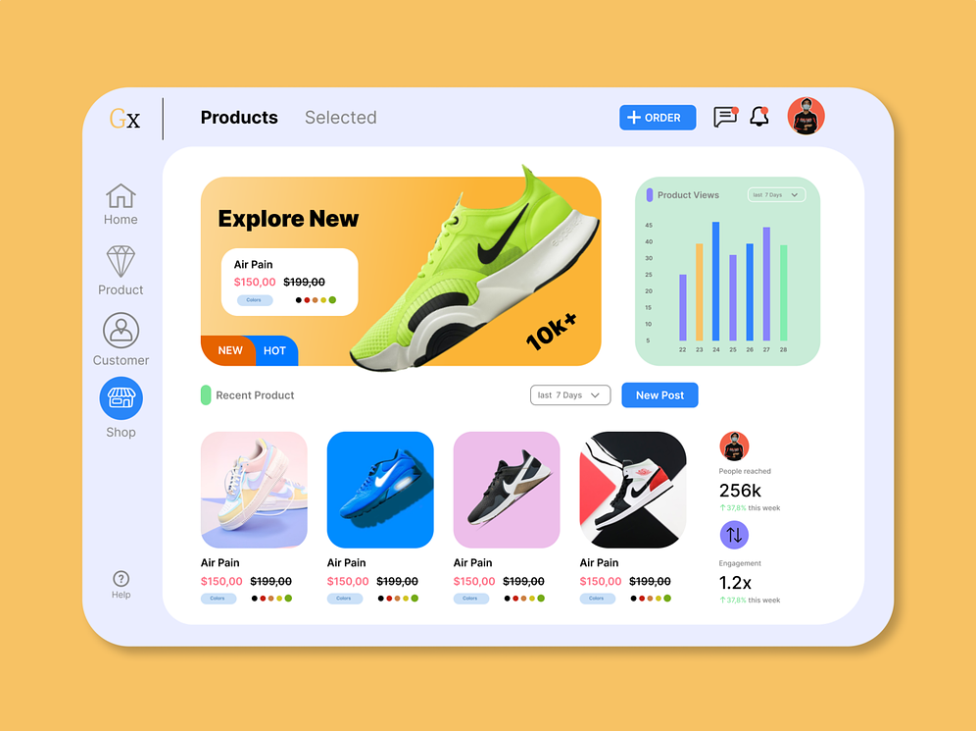 Gx
Products Selected
+ ORDER
Home
Product
Customer
Shop
Help
Explore New
Air Pain
$150,00 $199,00
Colors
NEW HOT
10k+
Product Views
last 7 Days
45
40
35
30
25
20
15
10
5
22 23 24 25 26 27 28
Recent Product
last 7 Days
New Post
Air Pain
$150,00 $199,00
Colors
Air Pain
$150,00 $199,00
Colors
Air Pain
$150,00 $199,00
Colors
Air Pain
$150,00 $199,00
Colors
People reached
256k
↑ 37,8% this week
Engagement
1.2x
↑ 37,8% this week